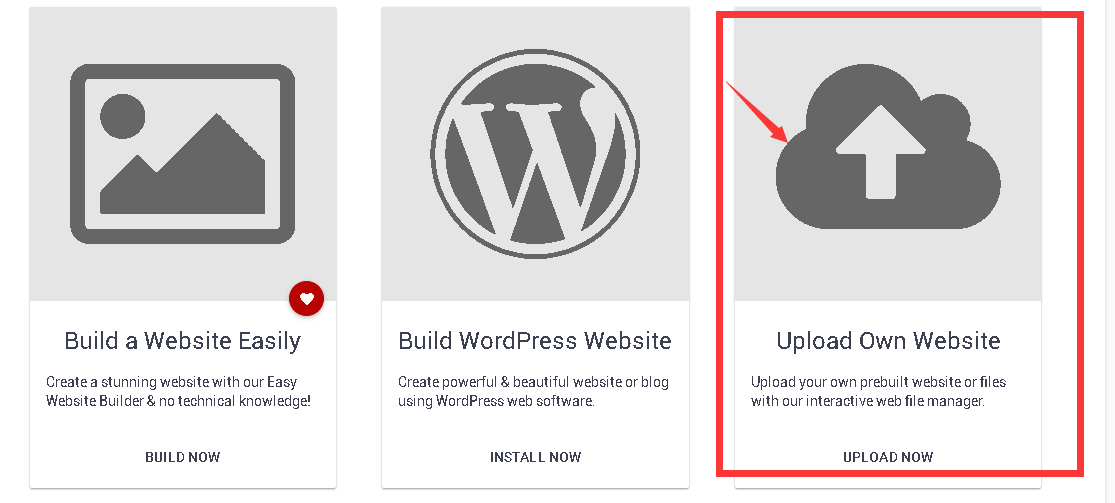 Build a Website Easily
Create a stunning website with our Easy
Website Builder & no technical knowledge!
BUILD NOW
Build WordPress Website
Create powerful & beautiful website or blog
using WordPress web software.
INSTALL NOW
Upload Own Website
Upload your own prebuilt website or files
with our interactive web file manager.
UPLOAD NOW